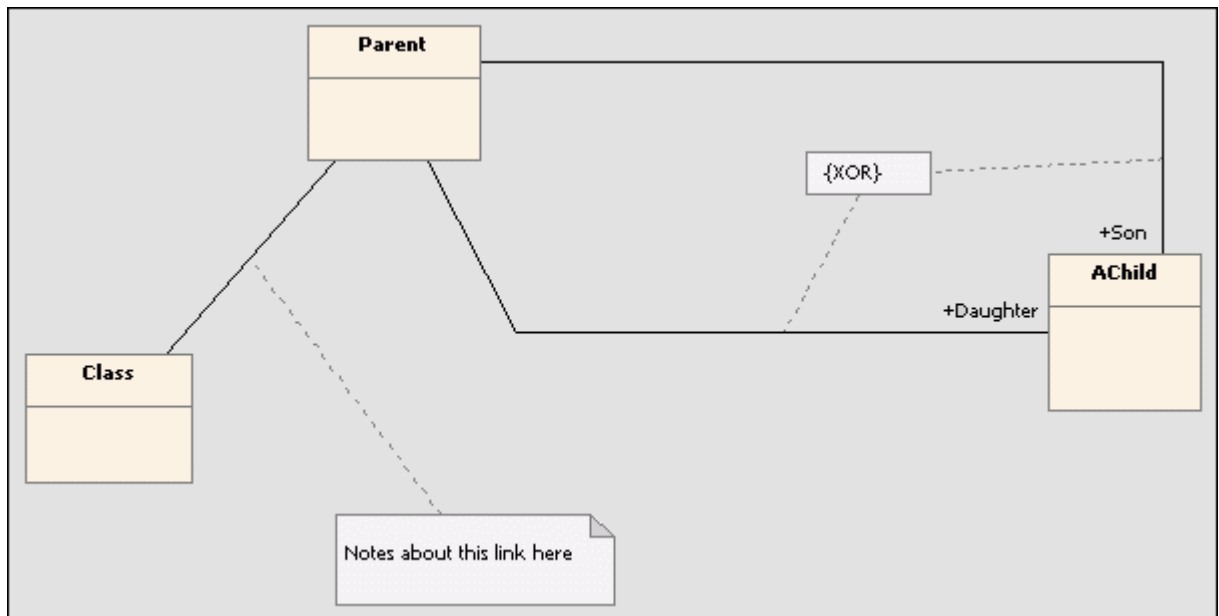 Parent
{XOR}
+Son
AChild
+Daughter
Class
Notes about this link here